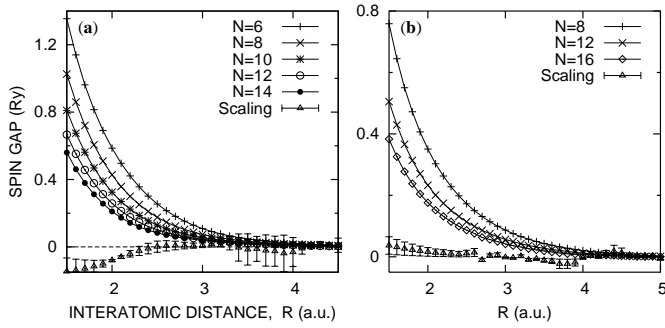 (a)
N=6
N=8
N=10
N=12
N=14
Scaling
SPIN GAP (Ry)
1.2
0.8
0.4
0
2
3
4
INTERATOMIC DISTANCE, R (a.u.)
(b)
N=8
N=12
N=16
Scaling
0.8
0.4
0
2
3
4
5
R (a.u.)